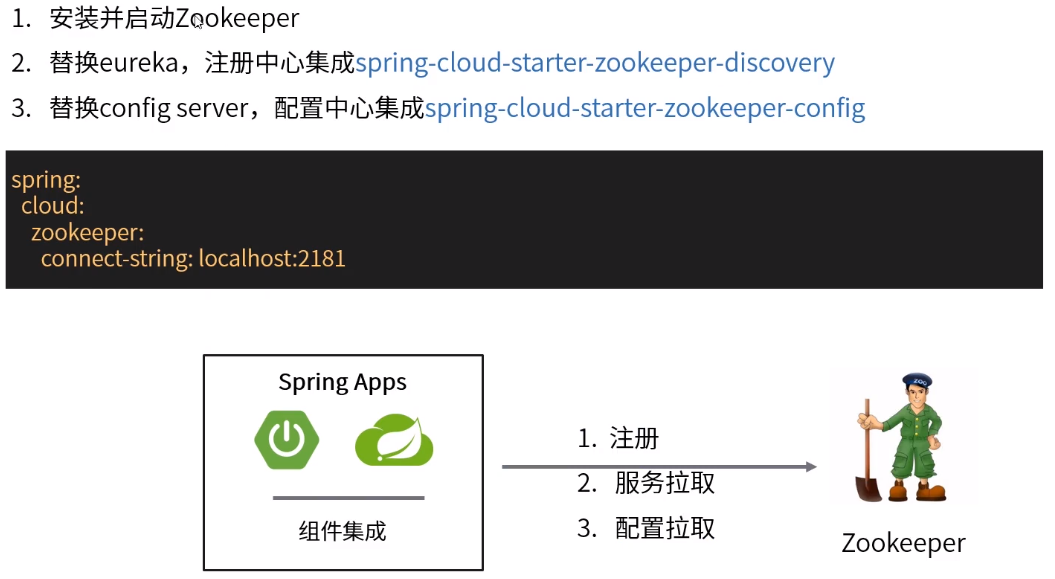 1. 安装并启动Zookeeper
2. 替换eureka，注册中心集成spring-cloud-starter-zookeeper-discovery
3. 替换config server，配置中心集成spring-cloud-starter-zookeeper-config
spring:
cloud:
zookeeper:
connect-string: localhost:2181
Spring Apps
组件集成
1. 注册
2. 服务拉取
3. 配置拉取
ZOO
Zookeeper